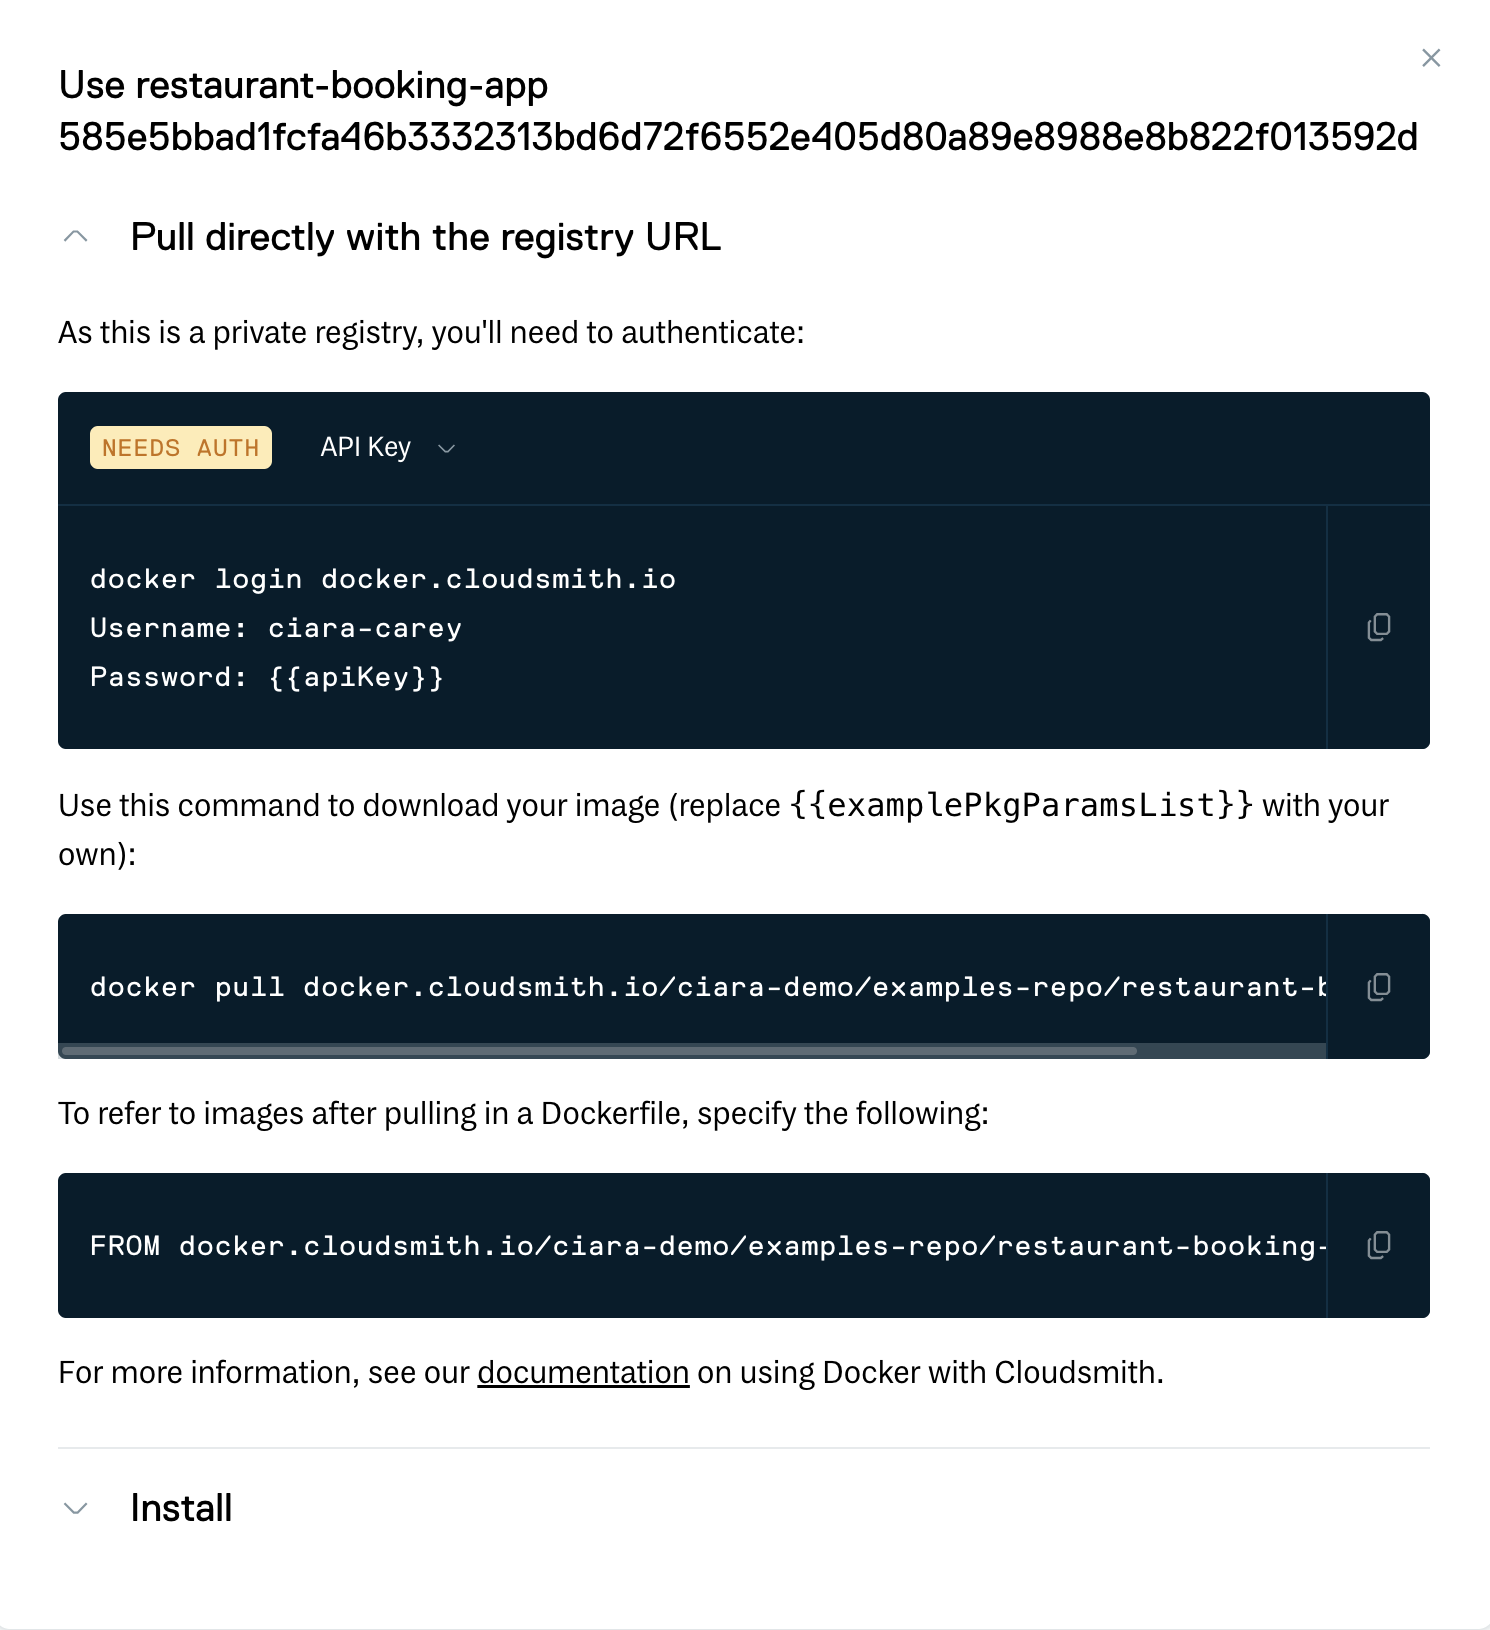 Use restaurant-booking-app
585e5bbad1fcfa46b3332313bd6d72f6552e405d80a89e8988e8b822f013592d
Pull directly with the registry URL
As this is a private registry, you'll need to authenticate:
NEEDS AUTH API Key
docker login docker.cloudsmith.io
Username: ciara-carey
Password: {{apiKey}}
Use this command to download your image (replace {{examplePkgParamsList}} with your
own):
docker pull docker.cloudsmith.io/ciara-demo/examples-repo/restaurant-b
To refer to images after pulling in a Dockerfile, specify the following:
FROM docker.cloudsmith.io/ciara-demo/examples-repo/restaurant-booking-
For more information, see our documentation on using Docker with Cloudsmith.
Install